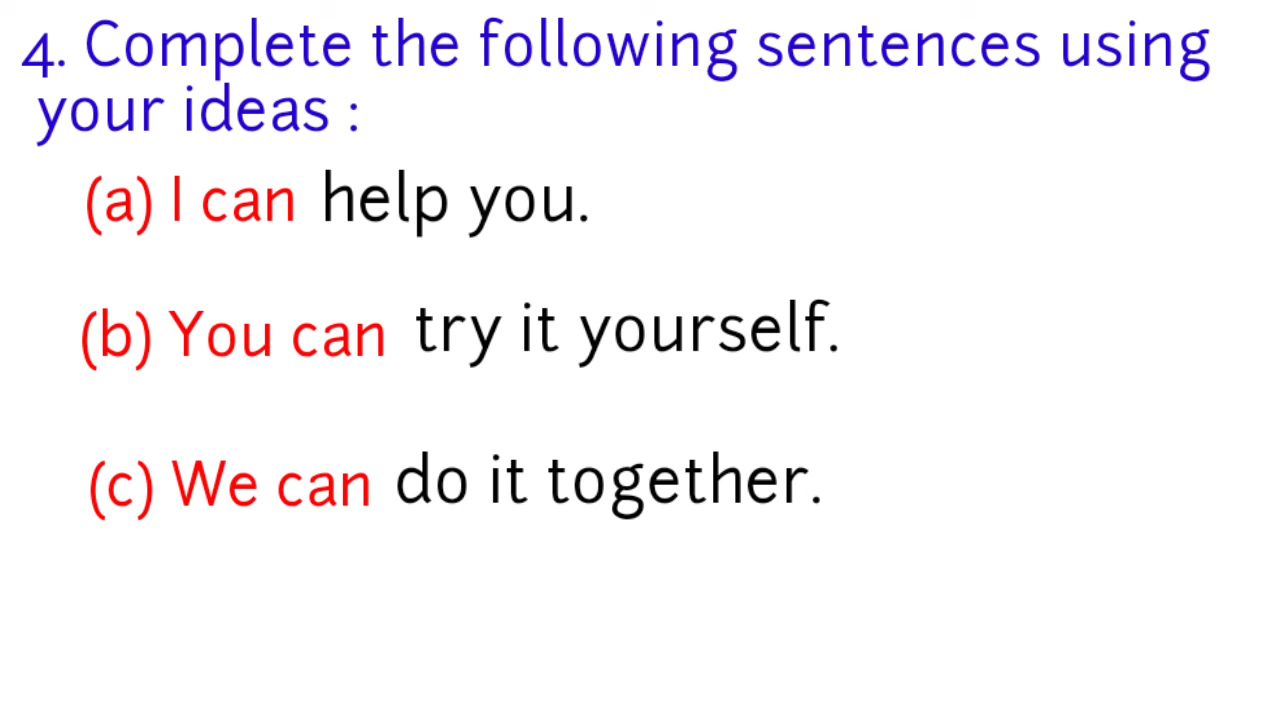 4. Complete the following sentences using
your ideas :
(a) I can help you.
(b) You can try it yourself.
(c) We can do it together.